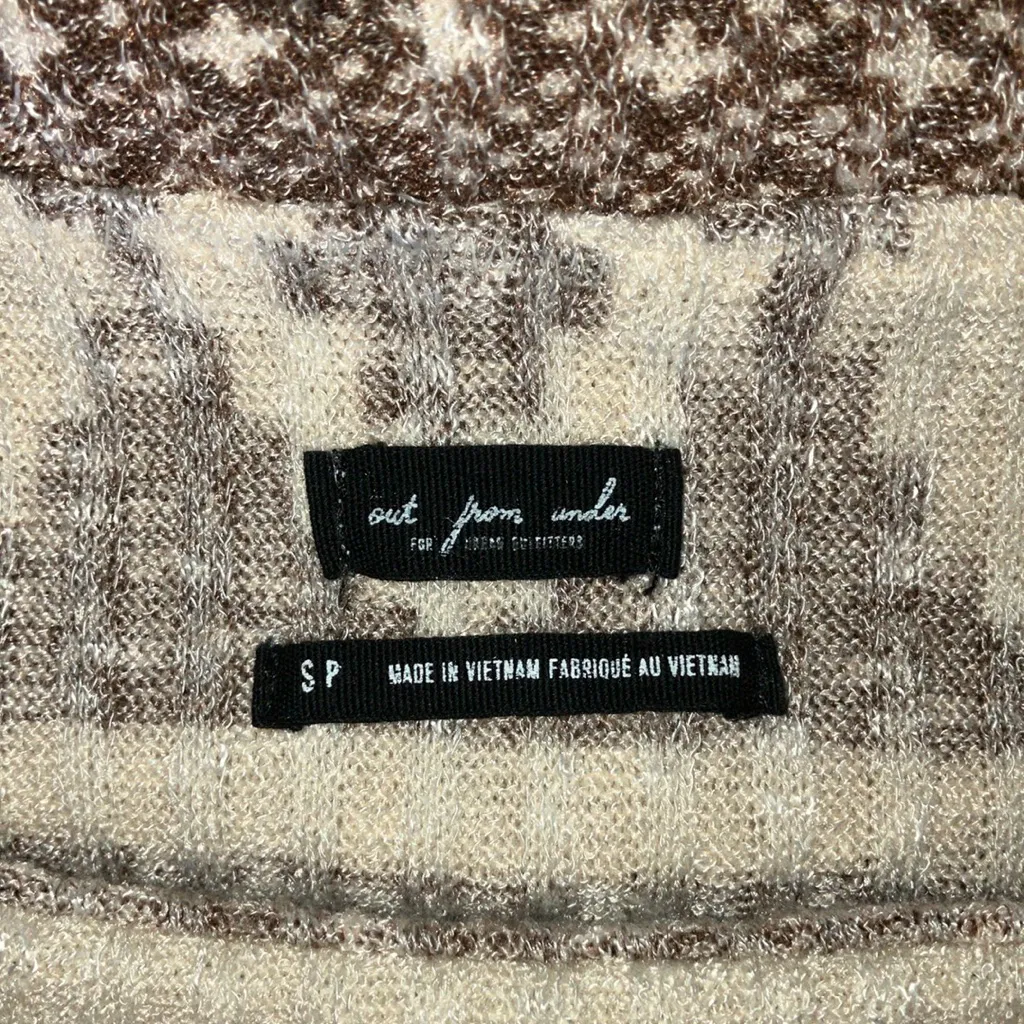 out from under
FOR URBAN OUTFITTERS
S P MADE IN VIETNAM FABRIQUÉ AU VIETNAM